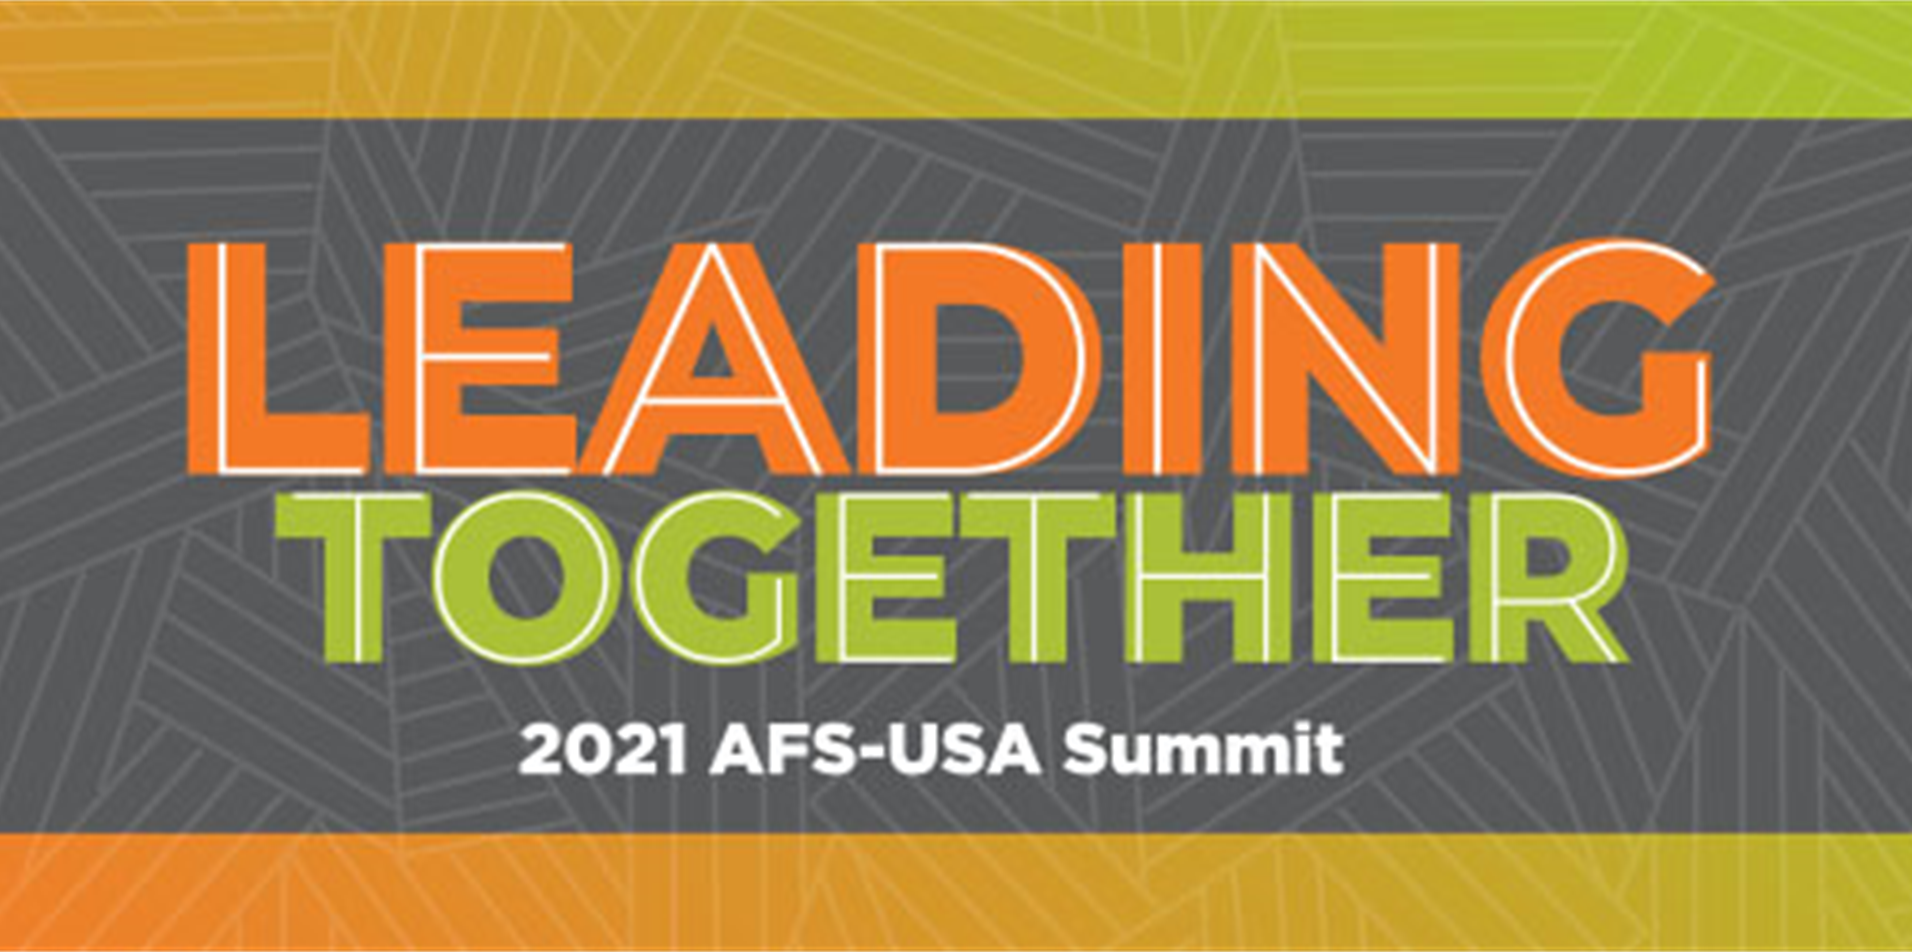 LEADING
TOGETHER
2021 AFS-USA Summit